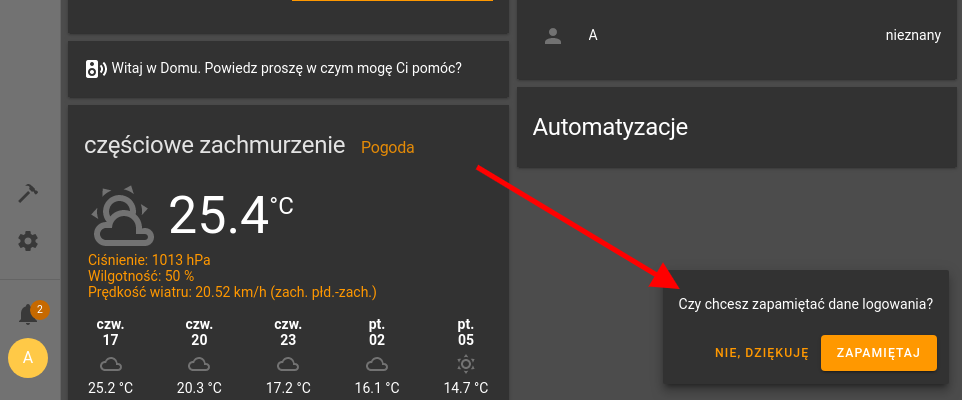 A nieznany
Witaj w Domu. Powiedz proszę w czym mogę Ci pomóc?
Automatyzacje
częściowe zachmurzenie Pogoda
25.4 °C
Ciśnienie: 1013 hPa
Wilgotność: 50 %
Prędkość wiatru: 20.52 km/h (zach. płd.-zach.)
czw. czw. czw. pt. pt.
17 20 23 02 05
25.2 °C 20.3 °C 17.2 °C 16.1 °C 14.7 °C
2
A
Czy chcesz zapamiętać dane logowania?
NIE, DZIĘKUJĘ ZAPAMIĘTAJ